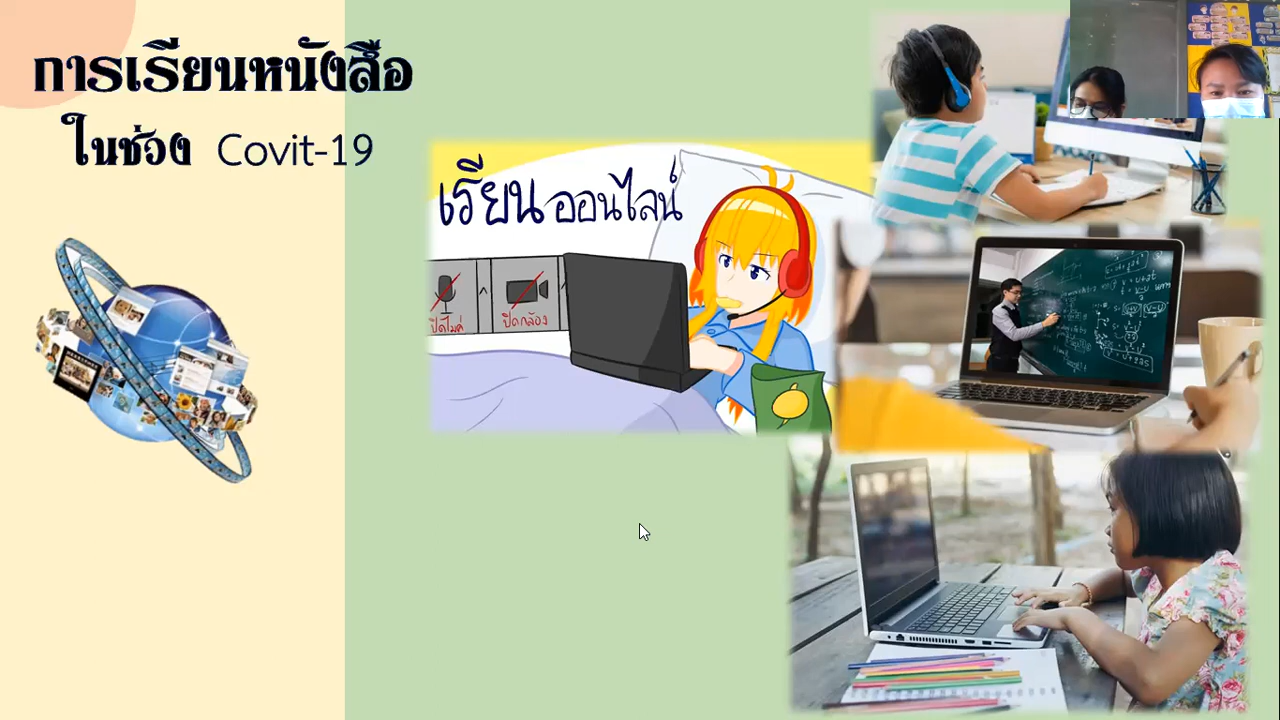 การเรียนหนังสือ
ในช่วง Covit-19
เรียนออนไลน์
ปิดไมค์
ปิดกล้อง